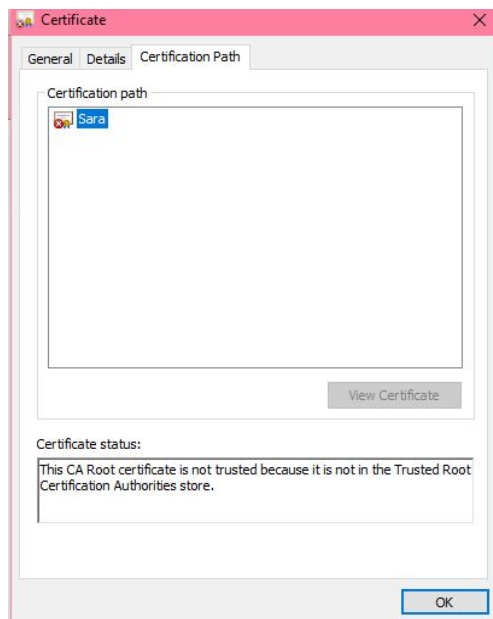 Certificate
General Details Certification Path
Certification path
Sara
View Certificate
Certificate status:
This CA Root certificate is not trusted because it is not in the Trusted Root
Certification Authorities store.
OK